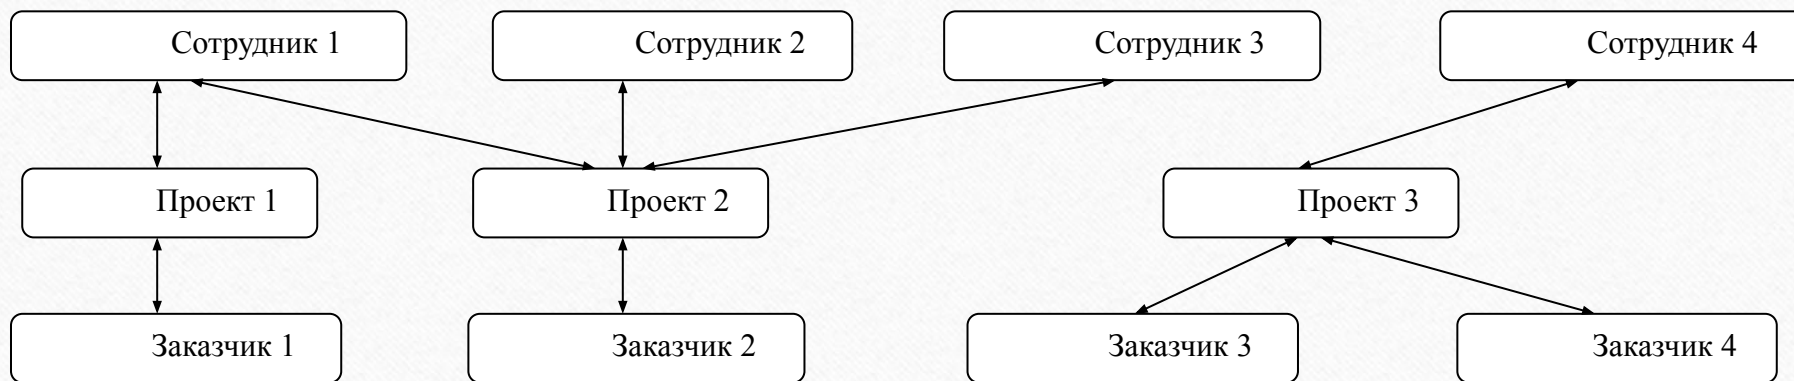 Сотрудник 1
Сотрудник 2
Сотрудник 3
Сотрудник 4
Проект 1
Проект 2
Проект 3
Заказчик 1
Заказчик 2
Заказчик 3
Заказчик 4